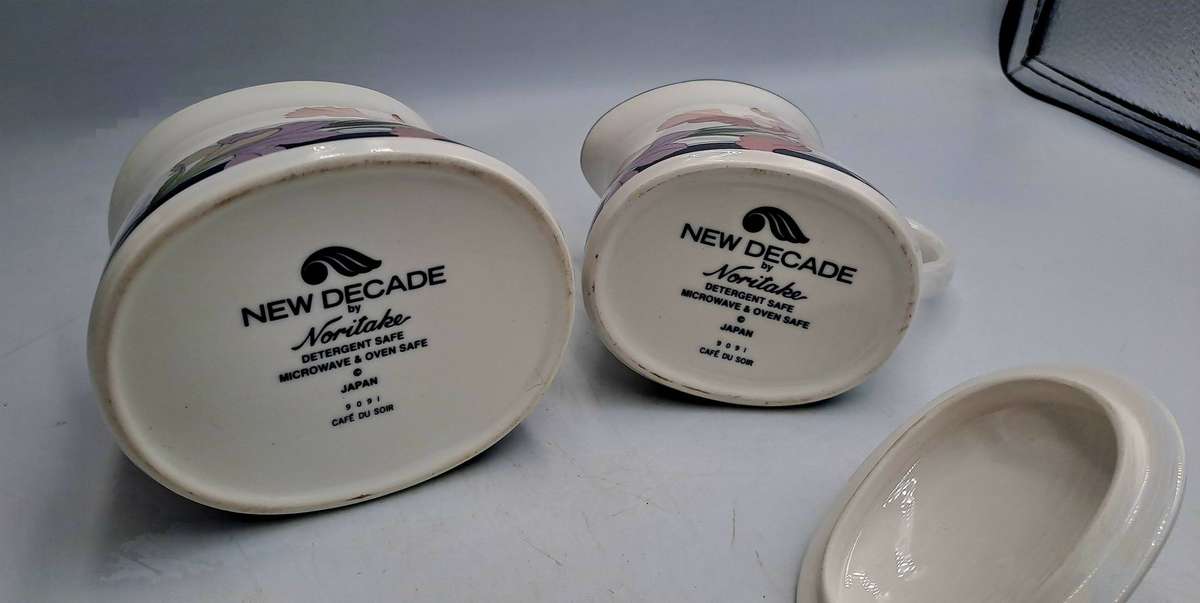 NEW DECADE
by
Noritake
DETERGENT SAFE
MICROWAVE & OVEN SAFE
©
JAPAN
9091
CAFÉ DU SOIR
NEW DECADE
by
Noritake
DETERGENT SAFE
MICROWAVE & OVEN SAFE
©
JAPAN
9091
CAFÉ DU SOIR